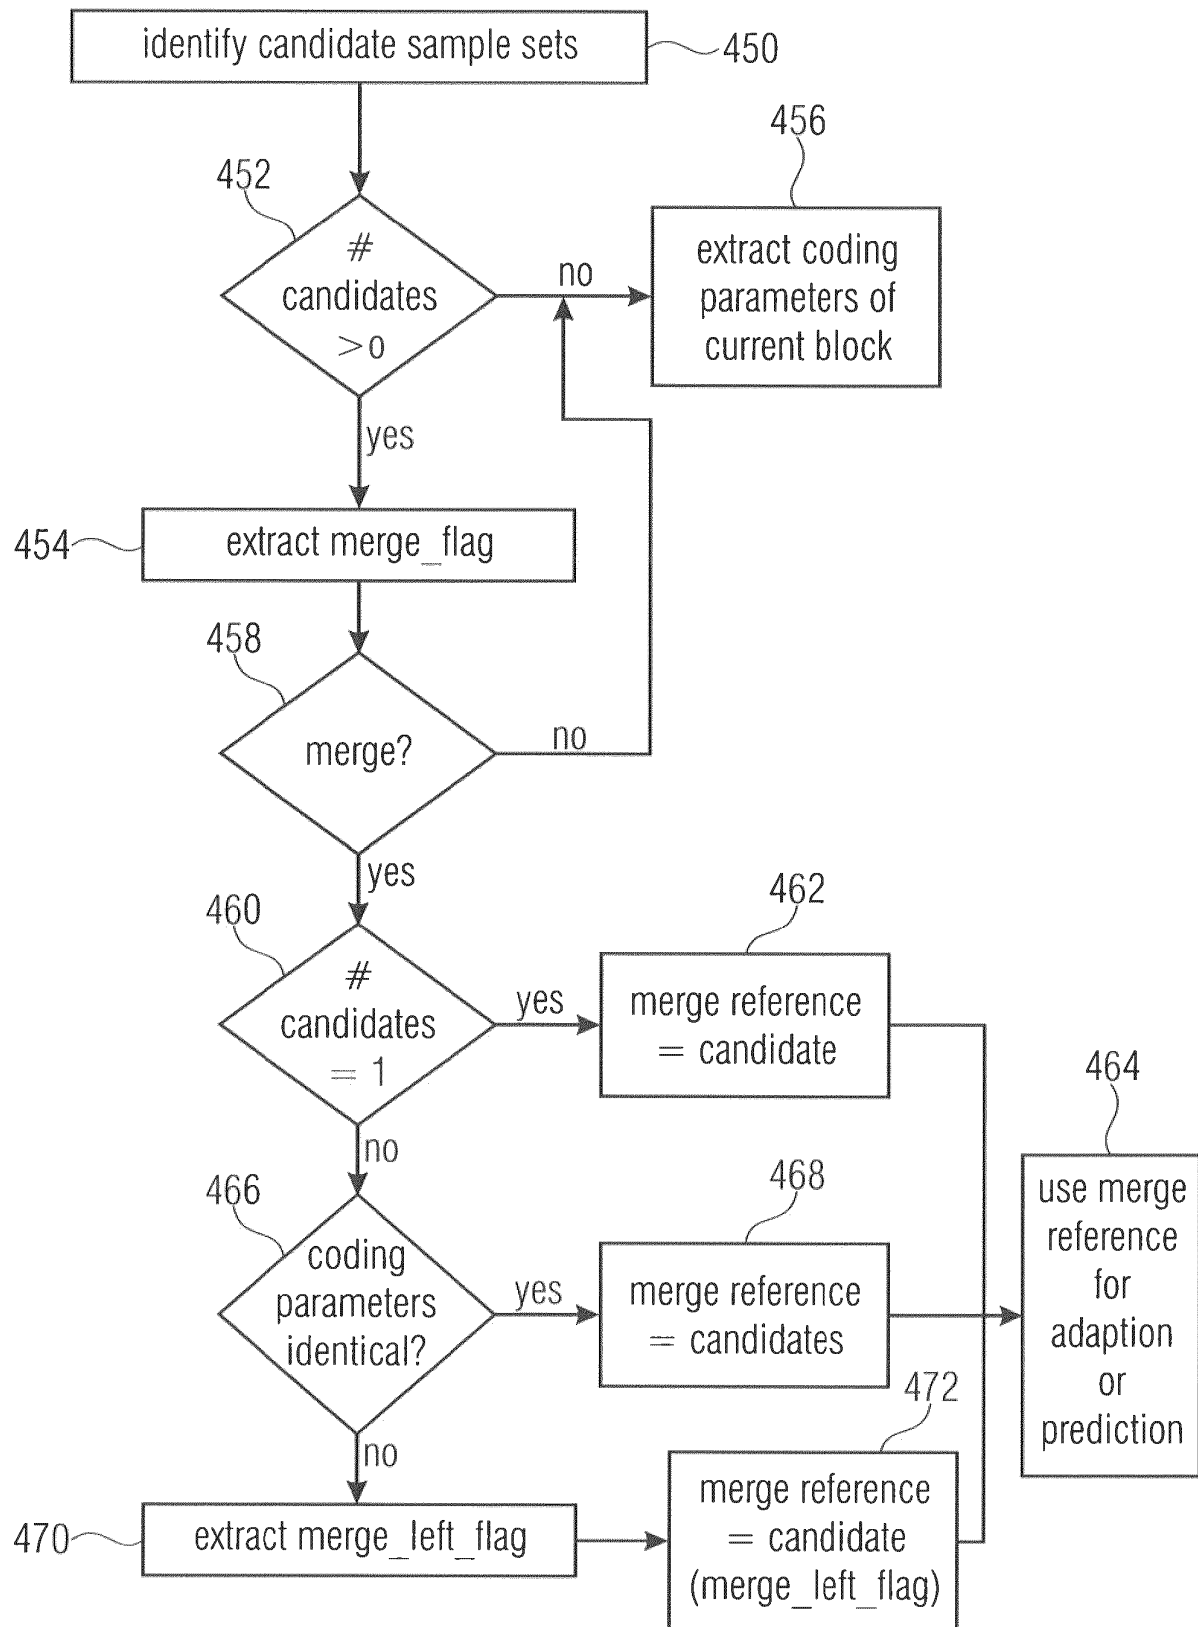 identify candidate sample sets
450
456
452
#
candidates
>0
no
extract coding
parameters of
current block
yes
454
extract merge_flag
458
merge?
no
yes
460
#
candidates
= 1
yes
462
merge reference
= candidate
464
no
466
coding
parameters
identical?
yes
468
merge reference
= candidates
use merge
reference
for
adaption
or
prediction
no
472
470
extract merge_left_flag
merge reference
= candidate
(merge_left_flag)